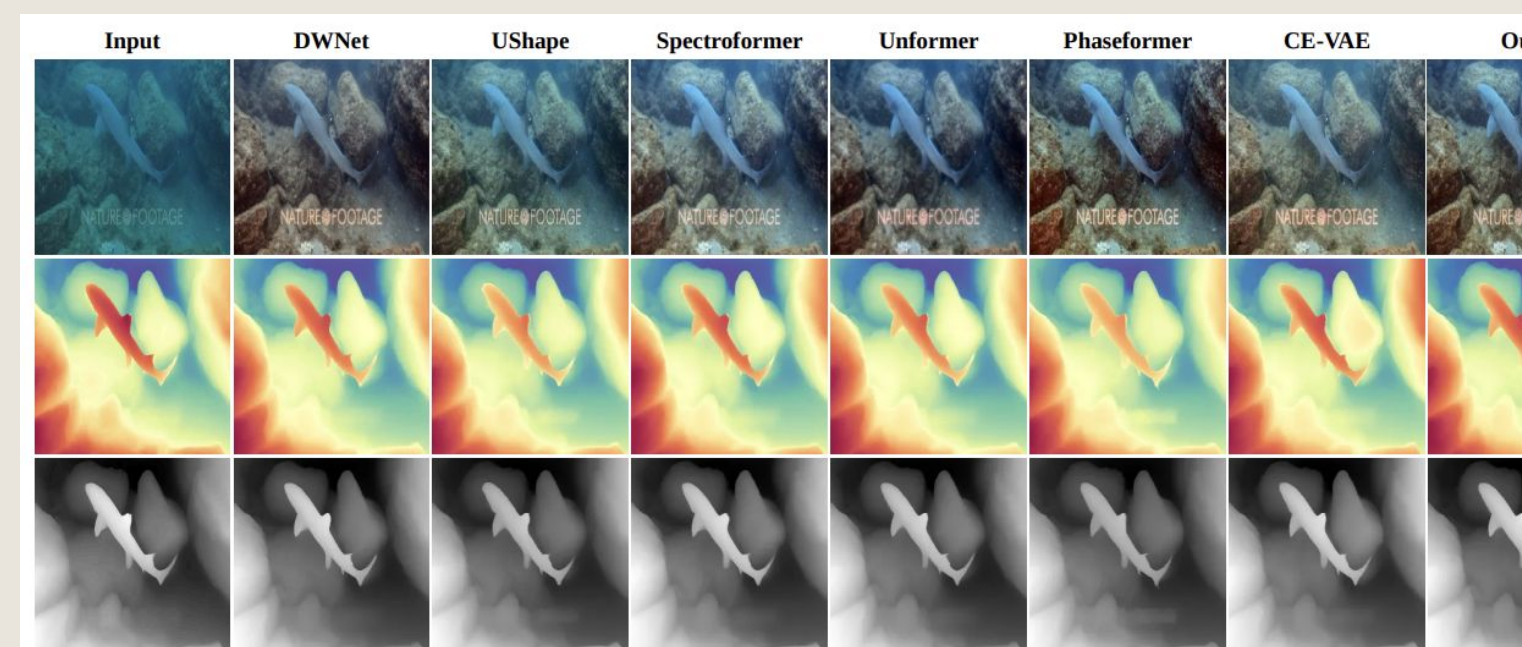 Input DWNet UShape Spectroformer Unformer Phaseformer CE-VAE
NATURE FOOTAGE NATURE FOOTAGE NATURE FOOTAGE NATURE FOOTAGE NATURE FOOTAGE NATURE FOOTAGE NATURE FOOTAGE NATURE